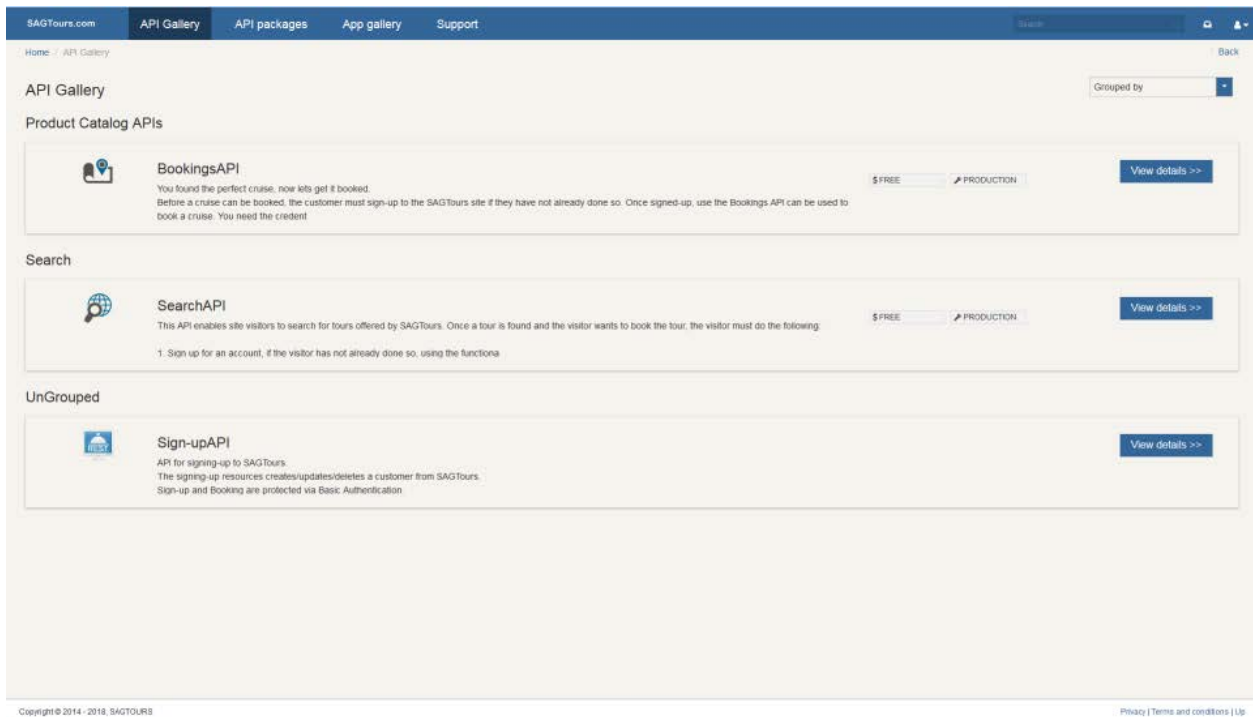 SAGTours.com API Gallery API packages App gallery Support Search
Home / API Gallery Back
API Gallery
Grouped by
Product Catalog APIs
BookingsAPI
You found the perfect cruise, now lets get it booked.
Before a cruise can be booked, the customer must sign-up to the SAGTours site if they have not already done so. Once signed-up, use the Bookings API can be used to
book a cruise. You need the credent
$ FREE PRODUCTION
View details >>
Search
SearchAPI
This API enables site visitors to search for tours offered by SAGTours. Once a tour is found and the visitor wants to book the tour, the visitor must do the following:
1. Sign up for an account, if the visitor has not already done so, using the functiona
$ FREE PRODUCTION
View details >>
UnGrouped
REST
Sign-upAPI
API for signing-up to SAGTours.
The signing-up resources creates/updates/deletes a customer from SAGTours.
Sign-up and Booking are protected via Basic Authentication
View details >>
Copyright © 2014 - 2018, SAGTOURS
Privacy | Terms and conditions | Up